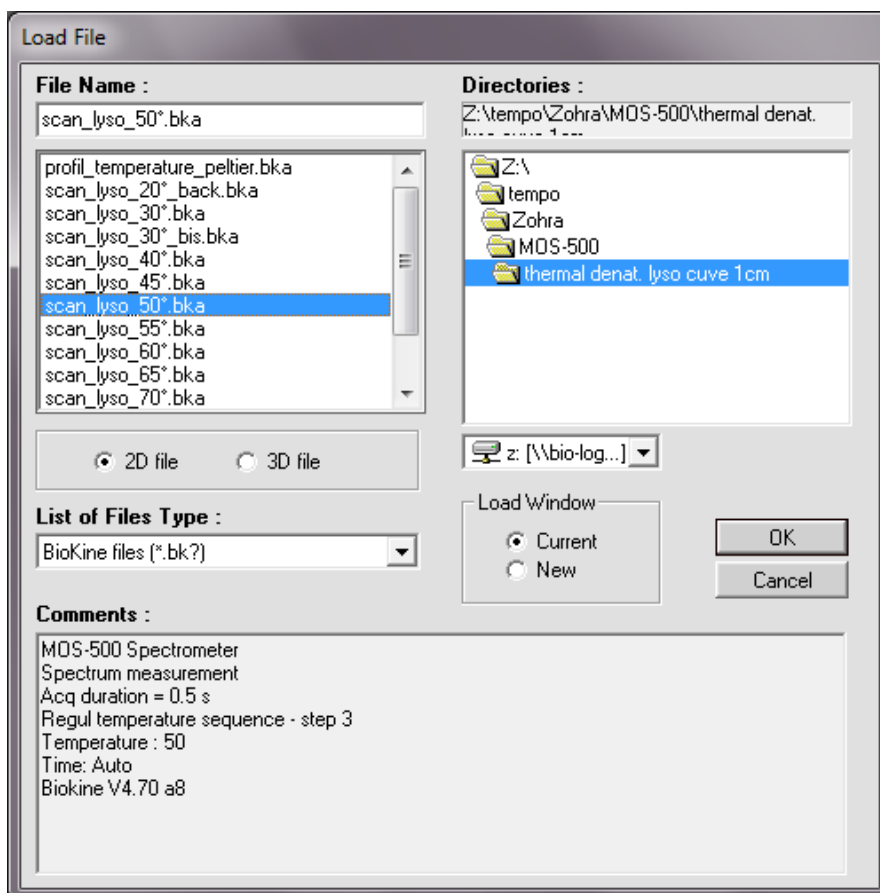 Load File
File Name :
scan_lyso_50°.bka
profil_temperature_peltier.bka
scan_lyso_20°_back.bka
scan_lyso_30°.bka
scan_lyso_30°_bis.bka
scan_lyso_40°.bka
scan_lyso_45°.bka
scan_lyso_50°.bka
scan_lyso_55°.bka
scan_lyso_60°.bka
scan_lyso_65°.bka
scan_lyso_70°.bka
2D file
3D file
List of Files Type :
BioKine files (*.bk?)
Directories :
Z:\tempo\Zohra\MOS-500\thermal denat.
Z:\
tempo
Zohra
MOS-500
thermal denat. lyso cuve 1cm
z: [\\bio-log...]
Load Window
Current
New
OK
Cancel
Comments :
MOS-500 Spectrometer
Spectrum measurement
Acq duration = 0.5 s
Regul temperature sequence - step 3
Temperature : 50
Time: Auto
Biokine V4.70 a8